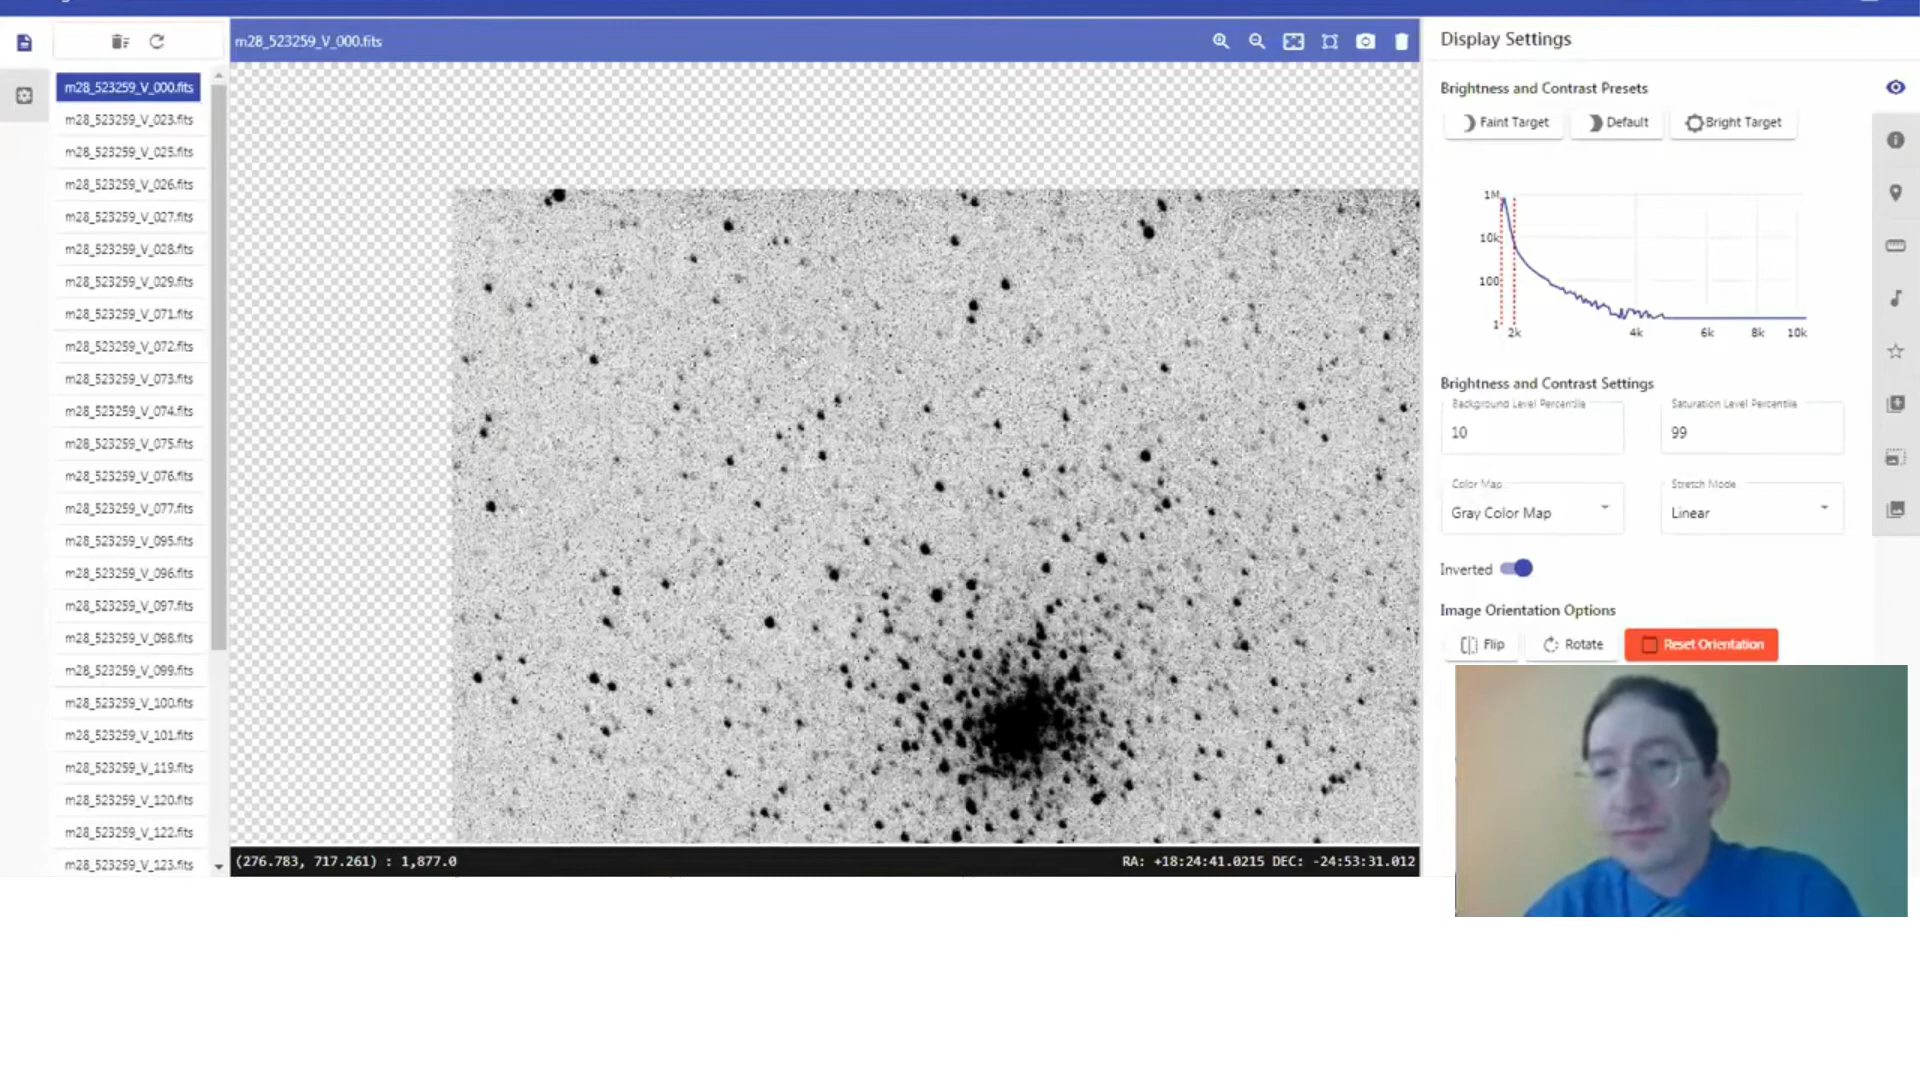 m28_523259_V_000.fits
Display Settings
m28_523259_V_000.fits
m28_523259_V_023.fits
m28_523259_V_025.fits
m28_523259_V_026.fits
m28_523259_V_027.fits
m28_523259_V_028.fits
m28_523259_V_029.fits
m28_523259_V_071.fits
m28_523259_V_072.fits
m28_523259_V_073.fits
m28_523259_V_074.fits
m28_523259_V_075.fits
m28_523259_V_076.fits
m28_523259_V_077.fits
m28_523259_V_095.fits
m28_523259_V_096.fits
m28_523259_V_097.fits
m28_523259_V_098.fits
m28_523259_V_099.fits
m28_523259_V_100.fits
m28_523259_V_101.fits
m28_523259_V_119.fits
m28_523259_V_120.fits
m28_523259_V_122.fits
m28_523259_V_123.fits
(276.783, 717.261) : 1,877.0
RA: +18:24:41.0215 DEC: -24:53:31.012
Brightness and Contrast Presets
Faint Target Default Bright Target
1M
10k
100
1
2k 4k 6k 8k 10k
Brightness and Contrast Settings
Background Level Percentile Saturation Level Percentile
10 99
Color Map Stretch Mode
Gray Color Map Linear
Inverted
Image Orientation Options
Flip Rotate Reset Orientation